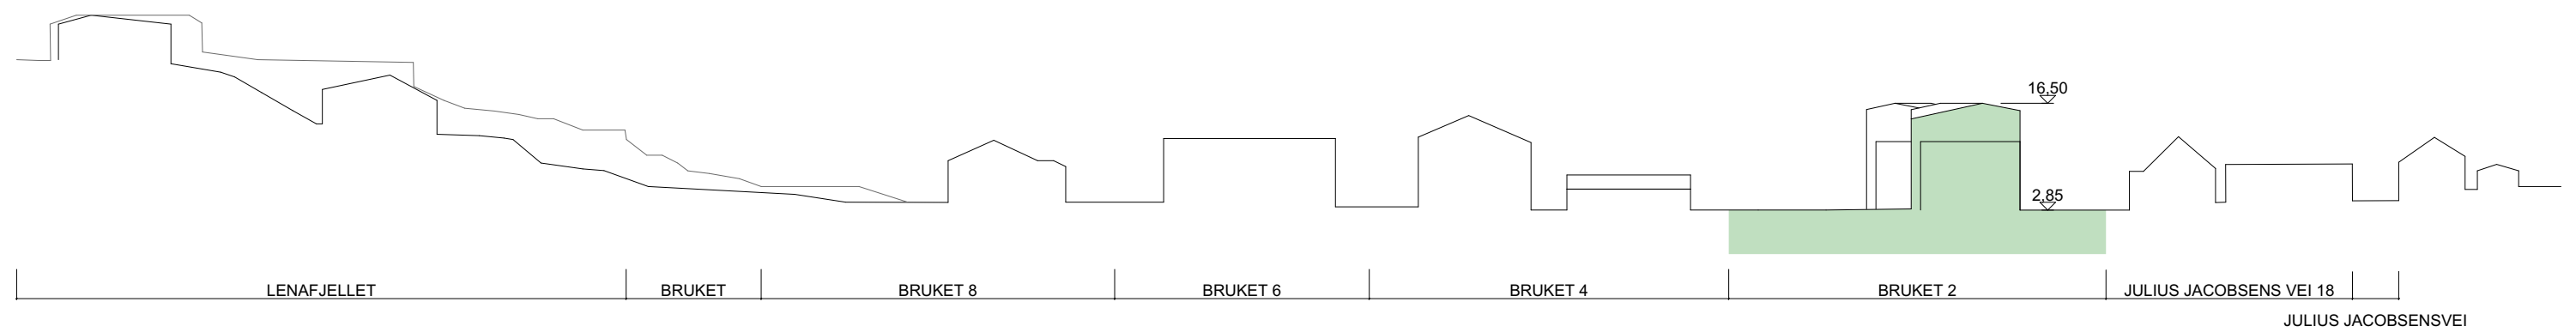 16,50
2,85
LENAFJELLET
BRUKET
BRUKET 8
BRUKET 6
BRUKET 4
BRUKET 2
JULIUS JACOBSENS VEI 18
JULIUS JACOBSENSVEI